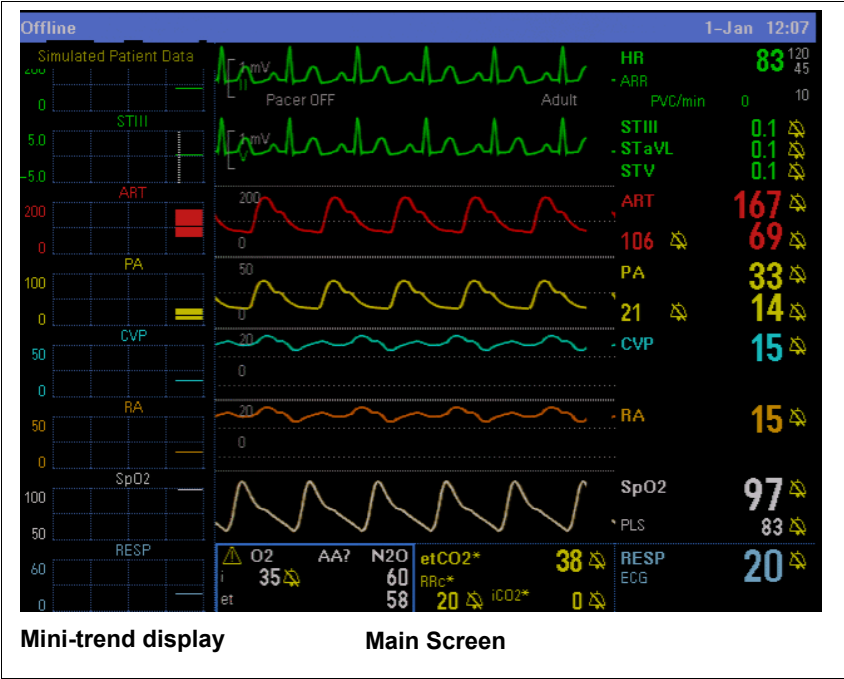 Offline 1-Jan 12:07
Simulated Patient Data
200
0
STIII
5.0
-5.0
ART
200
0
PA
100
0
CVP
50
0
RA
50
0
SpO2
100
50
RESP
60
0
1 mV
II
Pacer OFF Adult
1 mV
V
200
0
50
0
20
0
20
0
HR 83 120
45
ARR
PVC/min 0 10
STIII 0.1
STaVL 0.1
STV 0.1
ART 167
106 69
PA 33
21 14
CVP 15
RA 15
SpO2 97
PLS 83
O2 AA? N2O
i 35 60
et 58
etCO2* 38
RRc*
20 iCO2* 0
RESP 20
ECG
Mini-trend display Main Screen